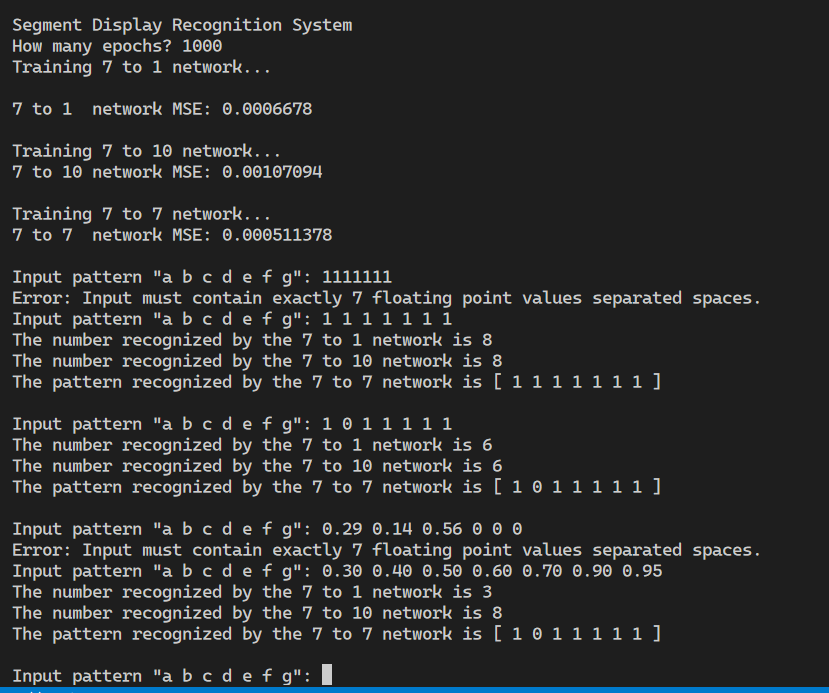 Segment Display Recognition System
How many epochs? 1000
Training 7 to 1 network...
7 to 1  network MSE: 0.0006678
Training 7 to 10 network...
7 to 10 network MSE: 0.00107094
Training 7 to 7 network...
7 to 7  network MSE: 0.000511378
Input pattern "a b c d e f g": 1111111
Error: Input must contain exactly 7 floating point values separated spaces.
Input pattern "a b c d e f g": 1 1 1 1 1 1 1
The number recognized by the 7 to 1 network is 8
The number recognized by the 7 to 10 network is 8
The pattern recognized by the 7 to 7 network is [ 1 1 1 1 1 1 1 ]
Input pattern "a b c d e f g": 1 0 1 1 1 1 1
The number recognized by the 7 to 1 network is 6
The number recognized by the 7 to 10 network is 6
The pattern recognized by the 7 to 7 network is [ 1 0 1 1 1 1 1 ]
Input pattern "a b c d e f g": 0.29 0.14 0.56 0 0 0
Error: Input must contain exactly 7 floating point values separated spaces.
Input pattern "a b c d e f g": 0.30 0.40 0.50 0.60 0.70 0.90 0.95
The number recognized by the 7 to 1 network is 3
The number recognized by the 7 to 10 network is 8
The pattern recognized by the 7 to 7 network is [ 1 0 1 1 1 1 1 ]
Input pattern "a b c d e f g":